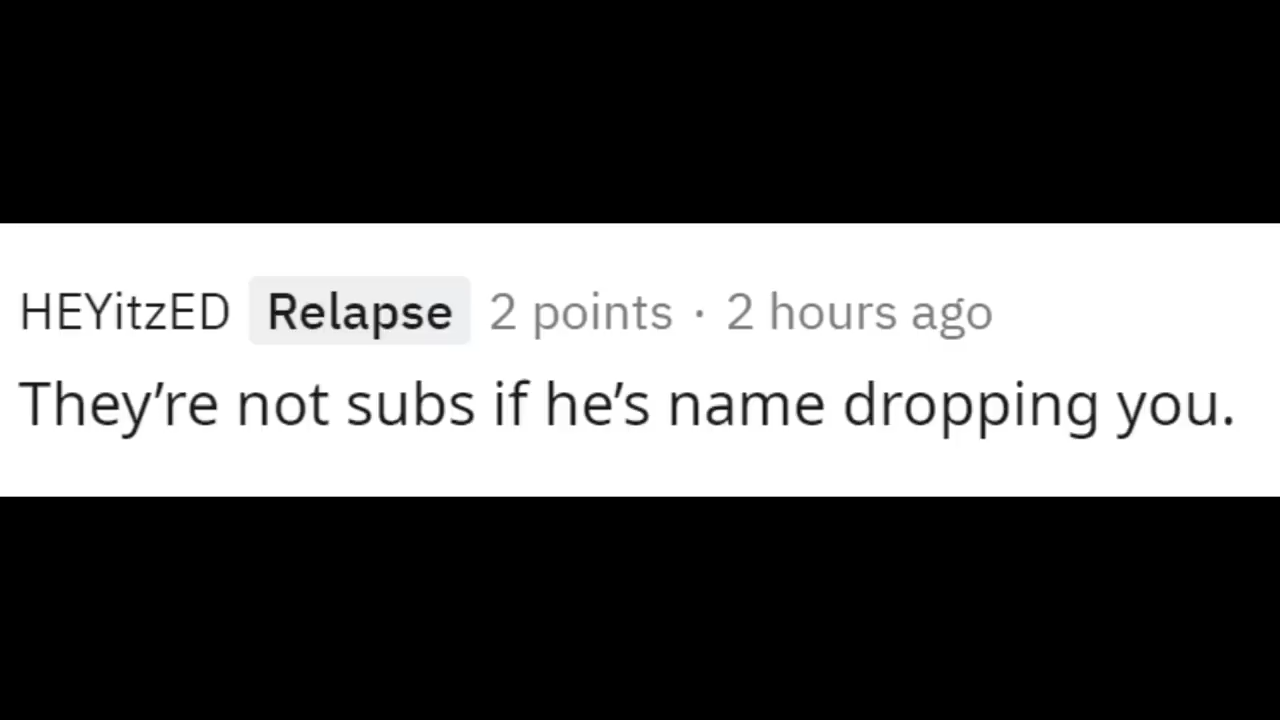 HEYitzED Relapse 2 points · 2 hours ago
They’re not subs if he’s name dropping you.